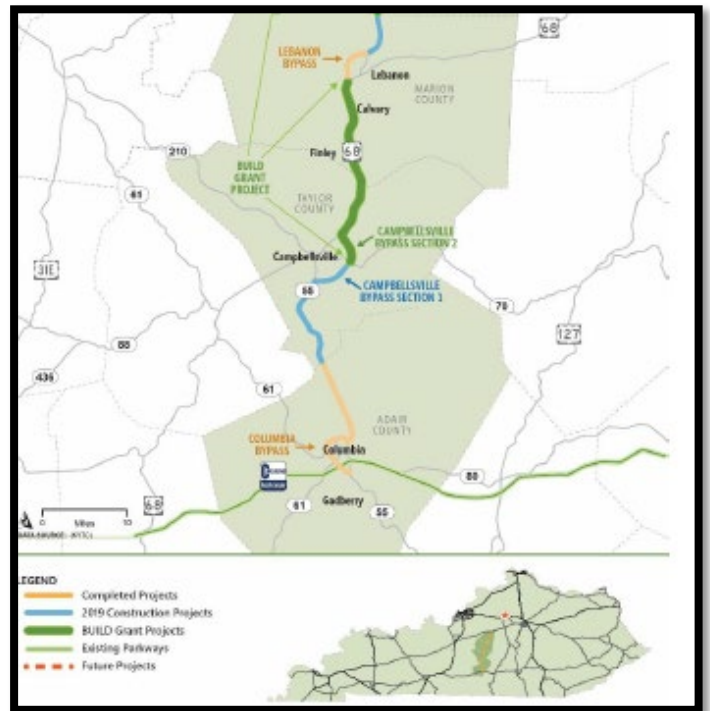 68
LEBANON
BYPASS
Lebanon
MARION
COUNTY
Calvary
210
Finley
68
BUILD
GRANT
PROJECT
61
TAYLOR
COUNTY
CAMPBELLSVILLE
BYPASS SECTION 2
Campbellsville
31E
55
CAMPBELLSVILLE
BYPASS SECTION 1
70
127
88
436
61
ADAIR
COUNTY
COLUMBIA
BYPASS
Columbia
80
68
61
Gadberry
55
0
Miles
10
DATA SOURCE: (KYTC)
LEGEND
Completed Projects
2019 Construction Projects
BUILD Grant Projects
Existing Parkways
Future Projects